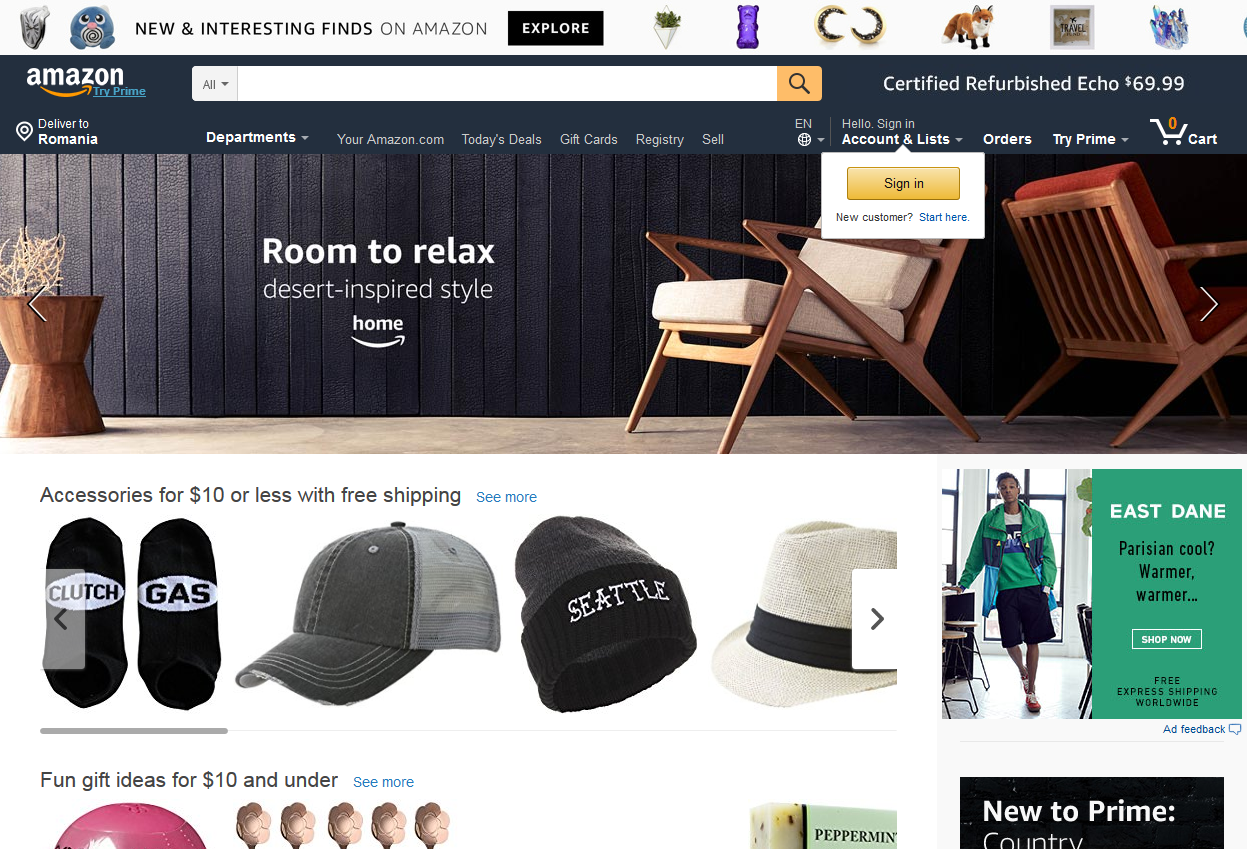 NEW & INTERESTING FINDS ON AMAZON
EXPLORE
TRAVEL
amazon
Try Prime
All
Certified Refurbished Echo $69.99
Deliver to
Romania
Departments
Your Amazon.com
Today's Deals
Gift Cards
Registry
Sell
EN
Hello. Sign in
Account & Lists
Orders
Try Prime
0
Cart
Sign in
New customer? Start here.
Room to relax
desert-inspired style
home
Accessories for $10 or less with free shipping
See more
CLUTCH
GAS
SEATTLE
EAST DANE
Parisian cool?
Warmer,
warmer...
SHOP NOW
FREE
EXPRESS SHIPPING
WORLDWIDE
Ad feedback
Fun gift ideas for $10 and under
See more
PEPPERMIN
New to Prime:
Country